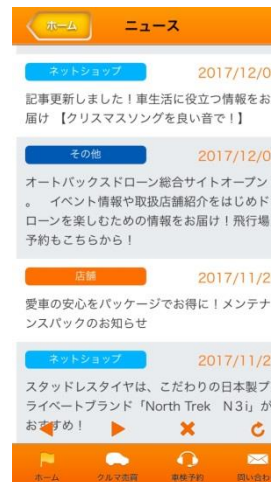 ホーム
ニュース
ネットショップ
2017/12/0
記事更新しました！車生活に役立つ情報をお
届け 【クリスマスソングを良い音で！】
その他
2017/12/0
オートバックスドローン総合サイトオープン
。　イベント情報や取扱店舗紹介をはじめド
ローンを楽しむための情報をお届け！飛行場
予約もこちらから！
店舗
2017/11/2
愛車の安心をパッケージでお得に！メンテナ
ンスパックのお知らせ
ネットショップ
2017/11/2
スタッドレスタイヤは、こだわりの日本製プ
ライベートブランド「North Trek　N3i」が
おすすめ！
ホーム
クルマ売買
車検予約
問い合わ